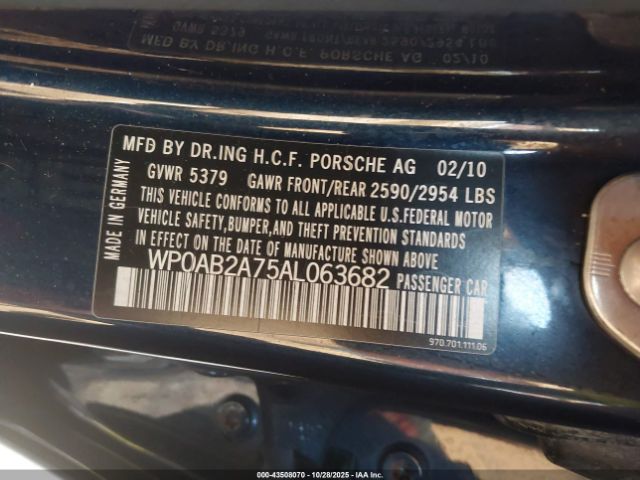 MFD BY DR.ING H.C.F. PORSCHE AG 02/10
GVWR 5379 GAWR FRONT/REAR 2590/2954 LBS
THIS VEHICLE CONFORMS TO ALL APPLICABLE U.S.FEDERAL MOTOR
VEHICLE SAFETY,BUMPER,AND THEFT PREVENTION STANDARDS
IN EFFECT ON THE DATE OF MANUFACTURE SHOWN ABOVE.
WP0AB2A75AL063682 PASSENGER CAR
MADE IN GERMANY
970.701.111.06
000-43508070 | 10/28/2025 | IAA, Inc.